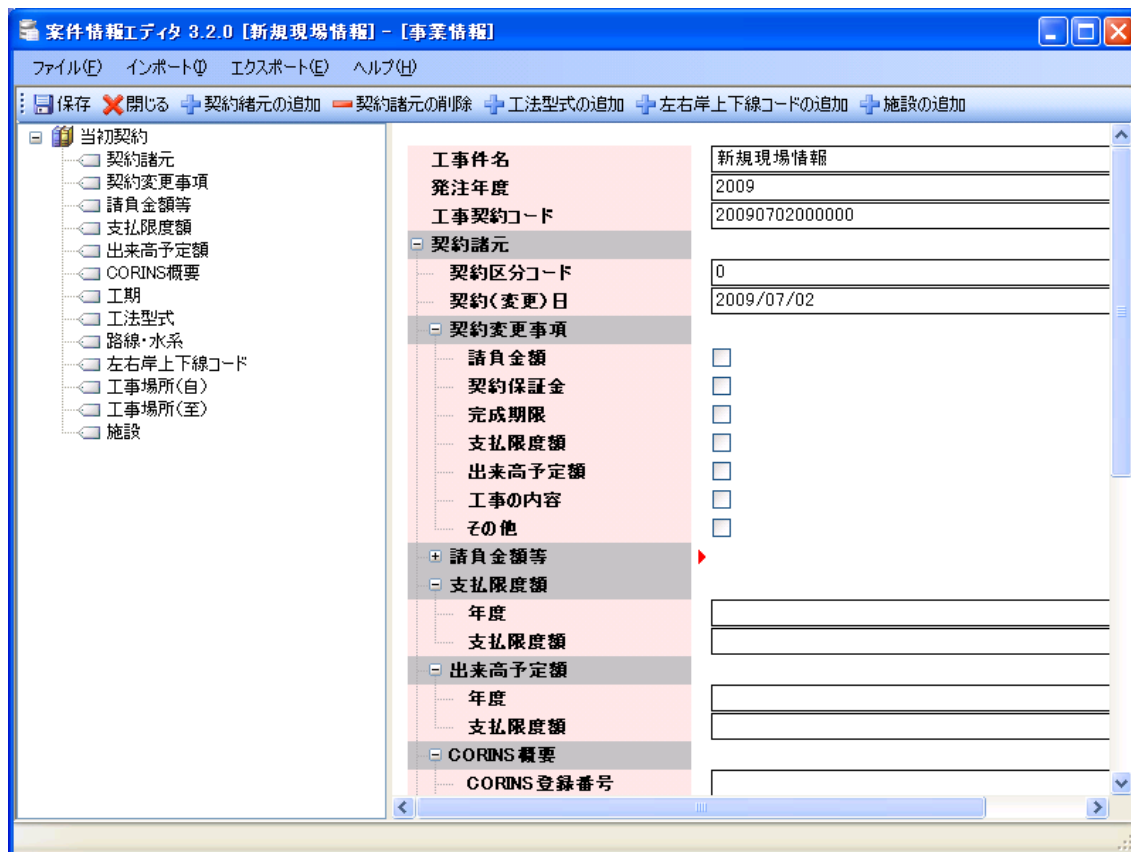 案件情報エディタ 3.2.0 [新規現場情報] - [事業情報]
ファイル(F) インポート(I) エクスポート(E) ヘルプ(H)
保存 閉じる 契約緒元の追加 契約諸元の削除 工法型式の追加 左右岸上下線コードの追加 施設の追加
当初契約
契約諸元
契約変更事項
請負金額等
支払限度額
出来高予定額
CORINS概要
工期
工法型式
路線・水系
左右岸上下線コード
工事場所(自)
工事場所(至)
施設
工事件名 新規現場情報
発注年度 2009
工事契約コード 20090702000000
契約諸元
契約区分コード 0
契約(変更)日 2009/07/02
契約変更事項
請負金額
契約保証金
完成期限
支払限度額
出来高予定額
工事の内容
その他
請負金額等
支払限度額
年度
支払限度額
出来高予定額
年度
支払限度額
CORINS概要
CORINS登録番号